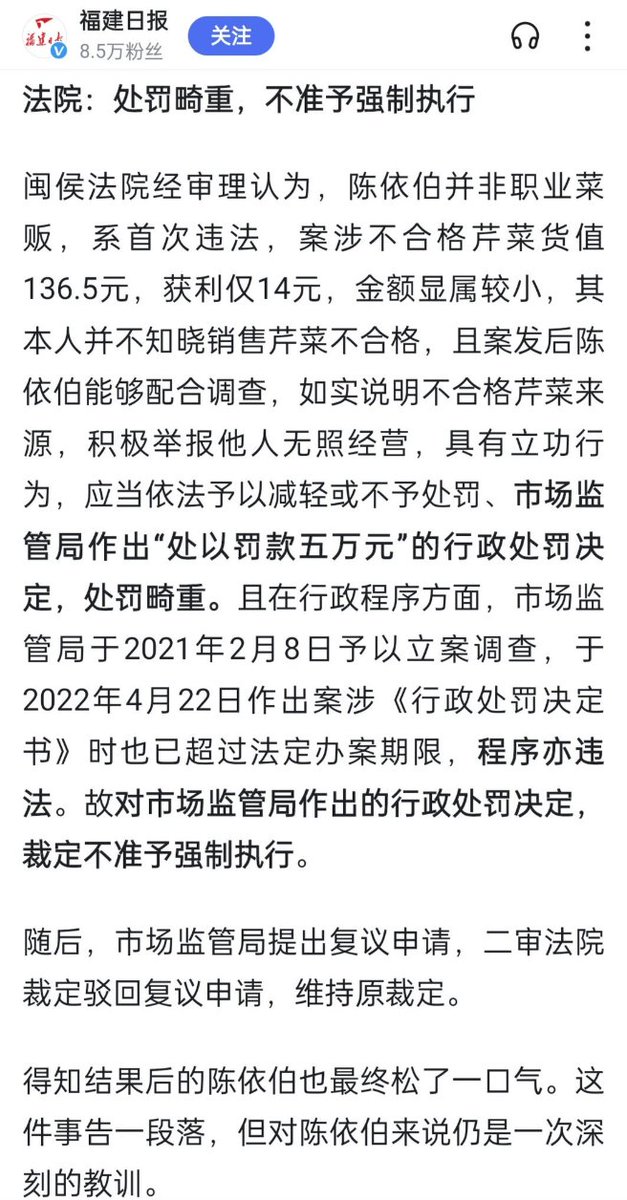 福建日报
8.5万粉丝
关注
法院：处罚畸重，不准予强制执行
闽侯法院经审理认为，陈依伯并非职业菜
贩，系首次违法，案涉不合格芹菜货值
136.5元，获利仅14元，金额显属较小，其
本人并不知晓销售芹菜不合格，且案发后陈
依伯能够配合调查，如实说明不合格芹菜来
源，积极举报他人无照经营，具有立功行
为，应当依法予以减轻或不予处罚、市场监
管局作出“处以罚款五万元”的行政处罚决
定，处罚畸重。且在行政程序方面，市场监
管局于2021年2月8日予以立案调查，于
2022年4月22日作出案涉《行政处罚决定
书》时也已超过法定办案期限，程序亦违
法。故对市场监管局作出的行政处罚决定，
裁定不准予强制执行。
随后，市场监管局提出复议申请，二审法院
裁定驳回复议申请，维持原裁定。
得知结果后的陈依伯也最终松了一口气。这
件事告一段落，但对陈依伯来说仍是一次深
刻的教训。